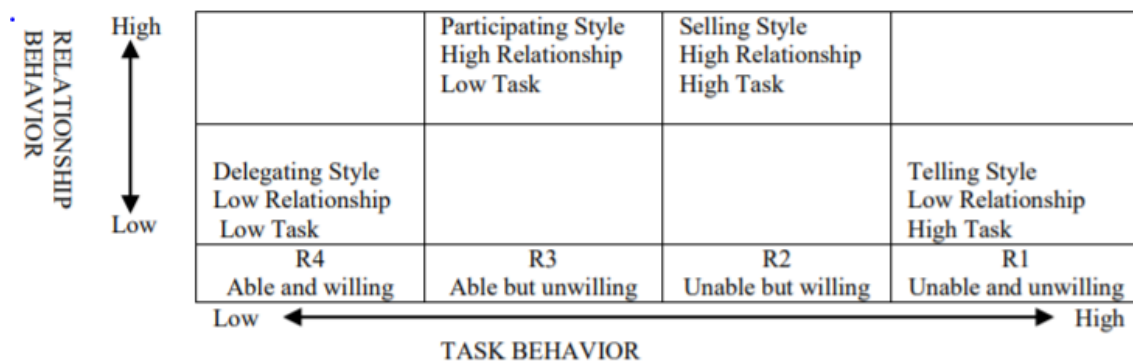 RELATIONSHIP
BEHAVIOR
High
Low
Participating Style
High Relationship
Low Task
Selling Style
High Relationship
High Task
Delegating Style
Low Relationship
Low Task
Telling Style
Low Relationship
High Task
R4
Able and willing
R3
Able but unwilling
R2
Unable but willing
R1
Unable and unwilling
Low
High
TASK BEHAVIOR